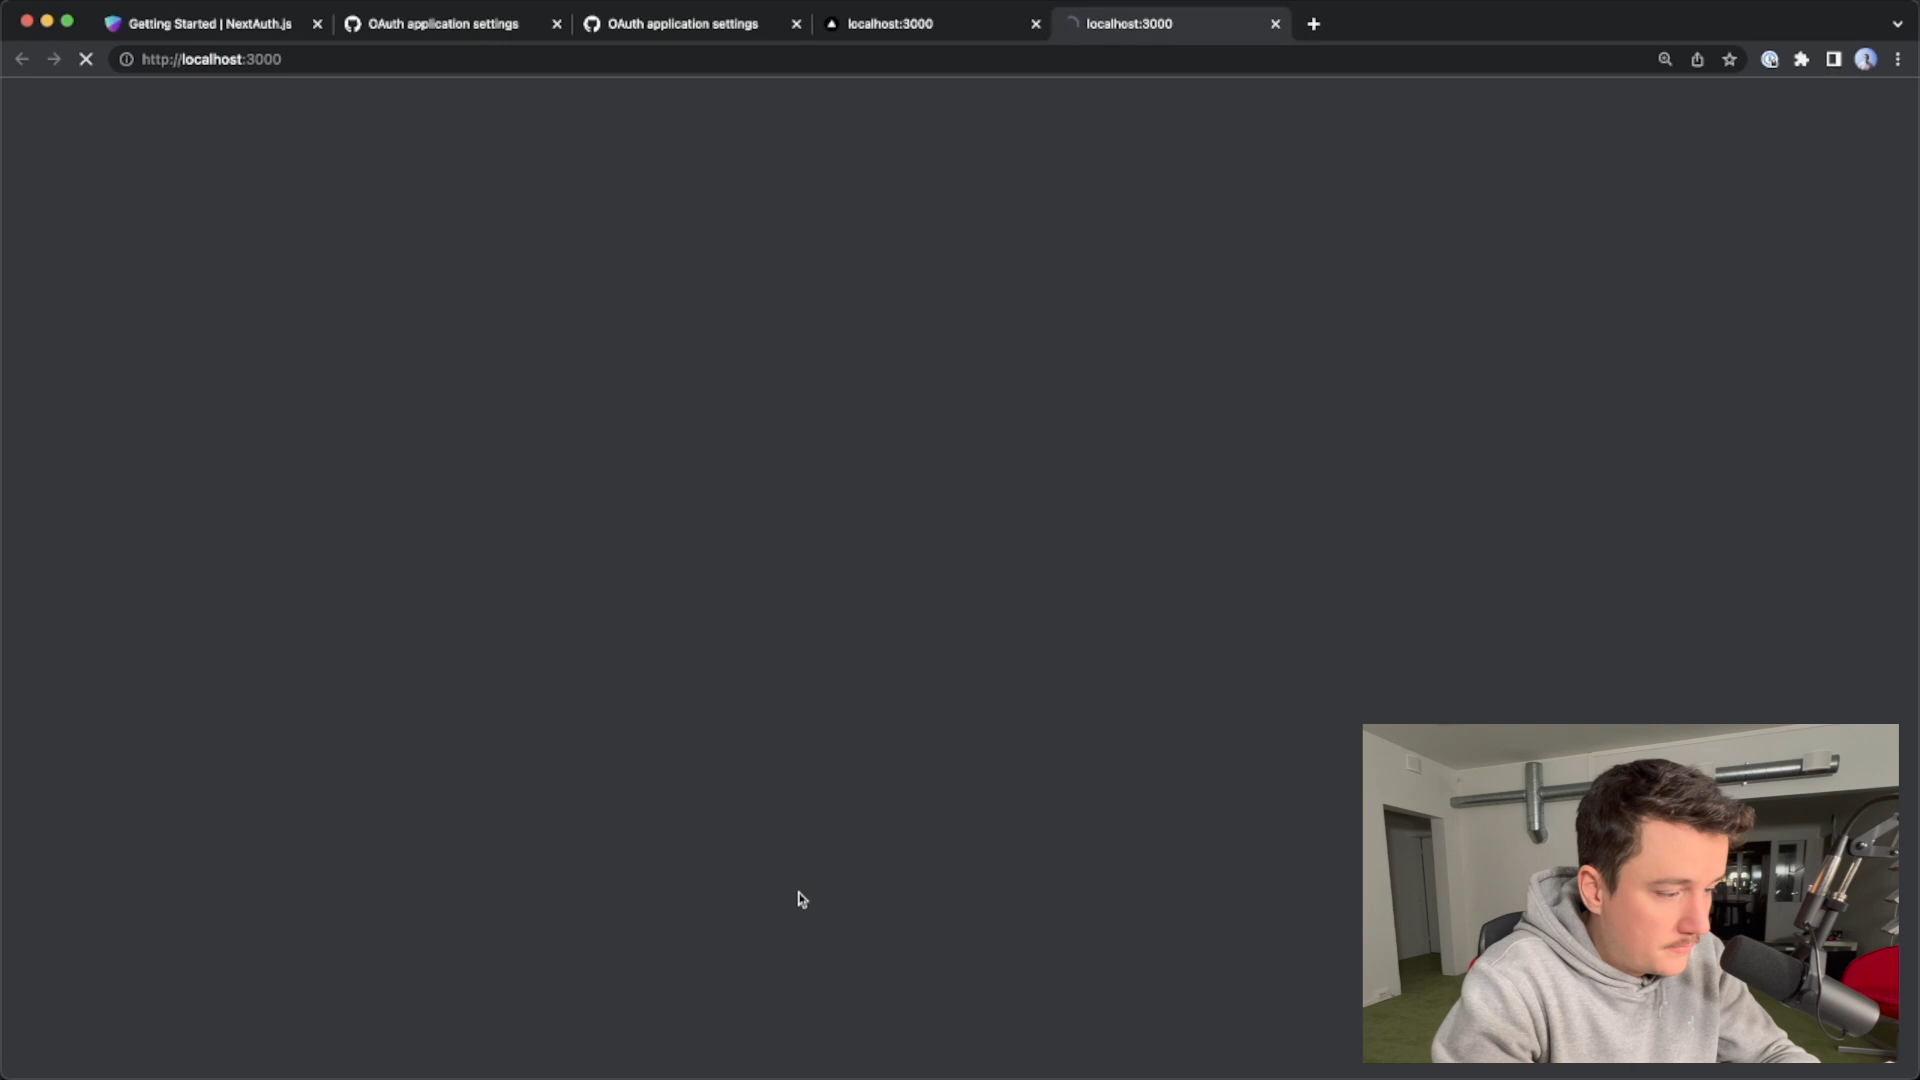 Getting Started | NextAuth.js
OAuth application settings
OAuth application settings
localhost:3000
localhost:3000
http://localhost:3000